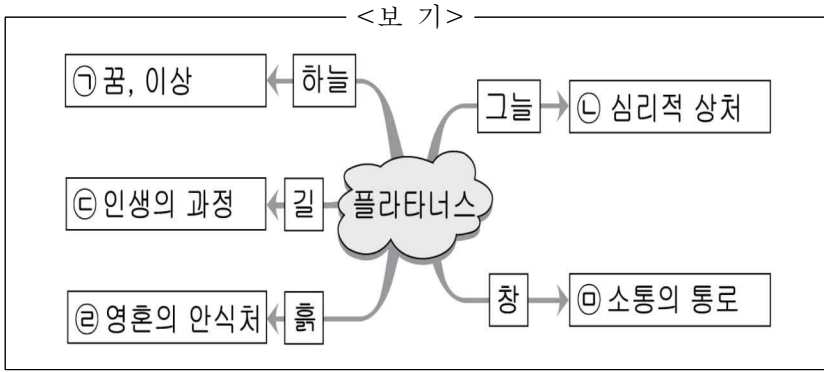 <보 기>
㉠ 꿈, 이상
하늘
그늘
㉡ 심리적 상처
㉢ 인생의 과정
길
플라타너스
㉣ 영혼의 안식처
흙
창
㉤ 소통의 통로